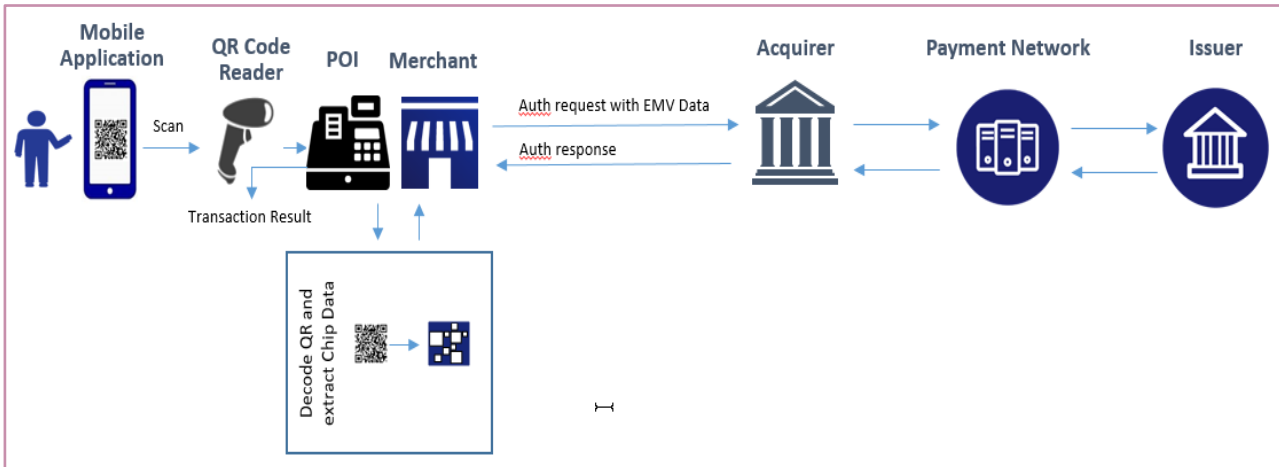 Mobile
Application
QR Code
Reader
POI
Merchant
Acquirer
Payment Network
Issuer
Scan
Auth request with EMV Data
Auth response
Transaction Result
Decode QR and
extract Chip Data